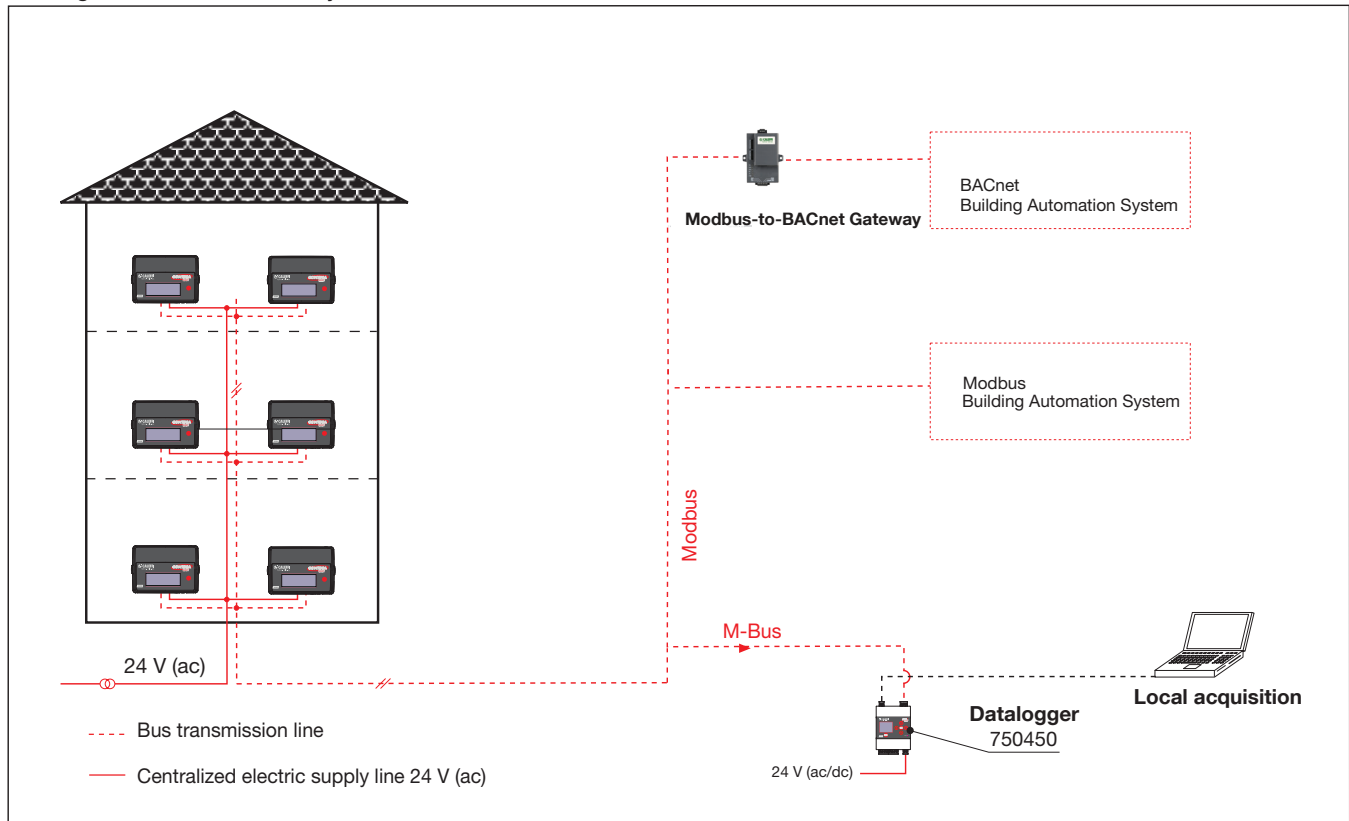 Modbus-to-BACnet Gateway
BACnet
Building Automation System
Modbus
Building Automation System
Modbus
M-Bus
24 V (ac)
Local acquisition
Datalogger
750450
24 V (ac/dc)
Bus transmission line
Centralized electric supply line 24 V (ac)